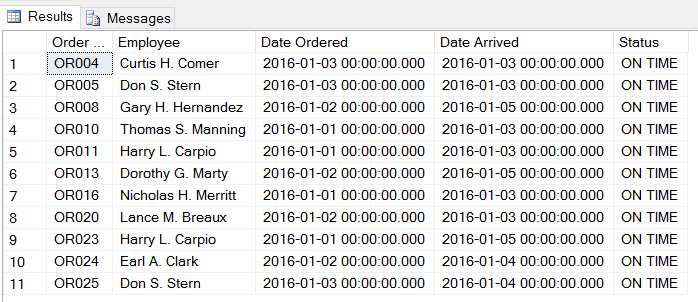 Results Messages
Order ... Employee Date Ordered Date Arrived Status
1 OR004 Curtis H. Comer 2016-01-03 00:00:00.000 2016-01-03 00:00:00.000 ON TIME
2 OR005 Don S. Stern 2016-01-03 00:00:00.000 2016-01-03 00:00:00.000 ON TIME
3 OR008 Gary H. Hernandez 2016-01-02 00:00:00.000 2016-01-05 00:00:00.000 ON TIME
4 OR010 Thomas S. Manning 2016-01-01 00:00:00.000 2016-01-03 00:00:00.000 ON TIME
5 OR011 Harry L. Carpio 2016-01-01 00:00:00.000 2016-01-03 00:00:00.000 ON TIME
6 OR013 Dorothy G. Marty 2016-01-02 00:00:00.000 2016-01-05 00:00:00.000 ON TIME
7 OR016 Nicholas H. Merritt 2016-01-01 00:00:00.000 2016-01-03 00:00:00.000 ON TIME
8 OR020 Lance M. Breaux 2016-01-02 00:00:00.000 2016-01-03 00:00:00.000 ON TIME
9 OR023 Harry L. Carpio 2016-01-01 00:00:00.000 2016-01-05 00:00:00.000 ON TIME
10 OR024 Earl A. Clark 2016-01-02 00:00:00.000 2016-01-04 00:00:00.000 ON TIME
11 OR025 Don S. Stern 2016-01-03 00:00:00.000 2016-01-04 00:00:00.000 ON TIME